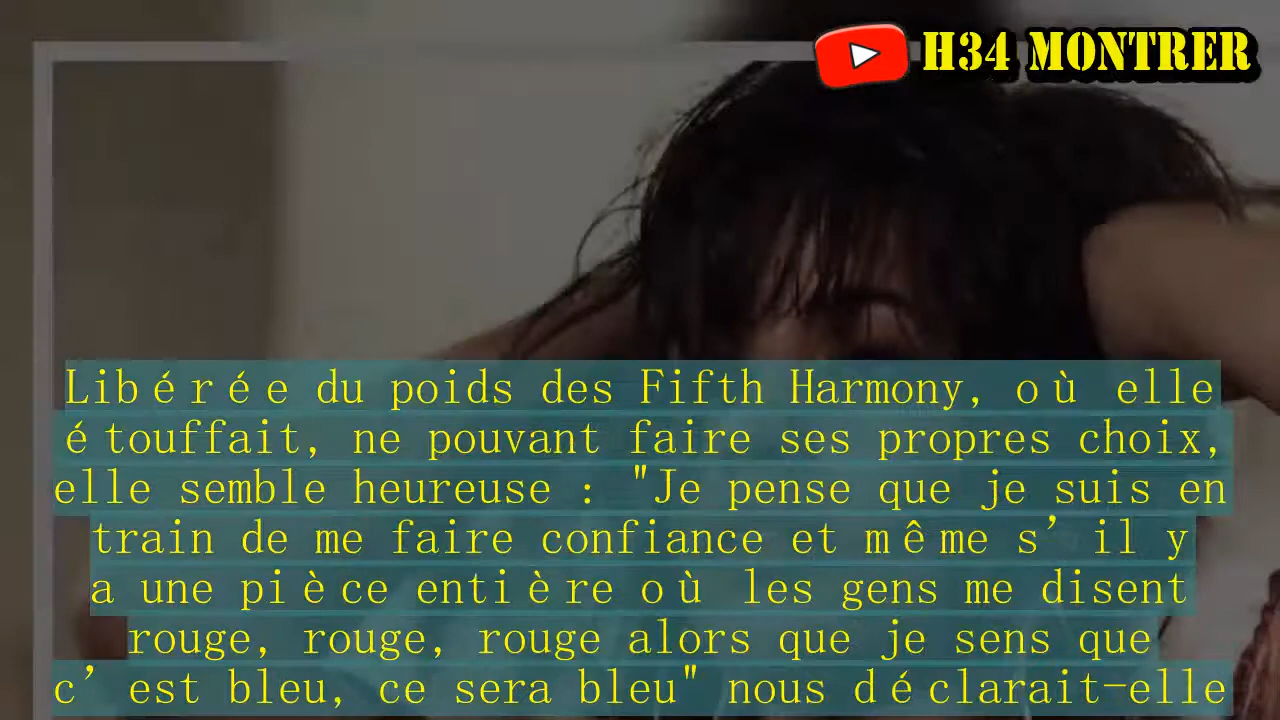 H34 MONTRER
Libérée du poids des Fifth Harmony, où elle
étouffait, ne pouvant faire ses propres choix,
elle semble heureuse : "Je pense que je suis en
train de me faire confiance et même s’il y
a une pièce entière où les gens me disent
rouge, rouge, rouge alors que je sens que
c’est bleu, ce sera bleu" nous déclarait-elle